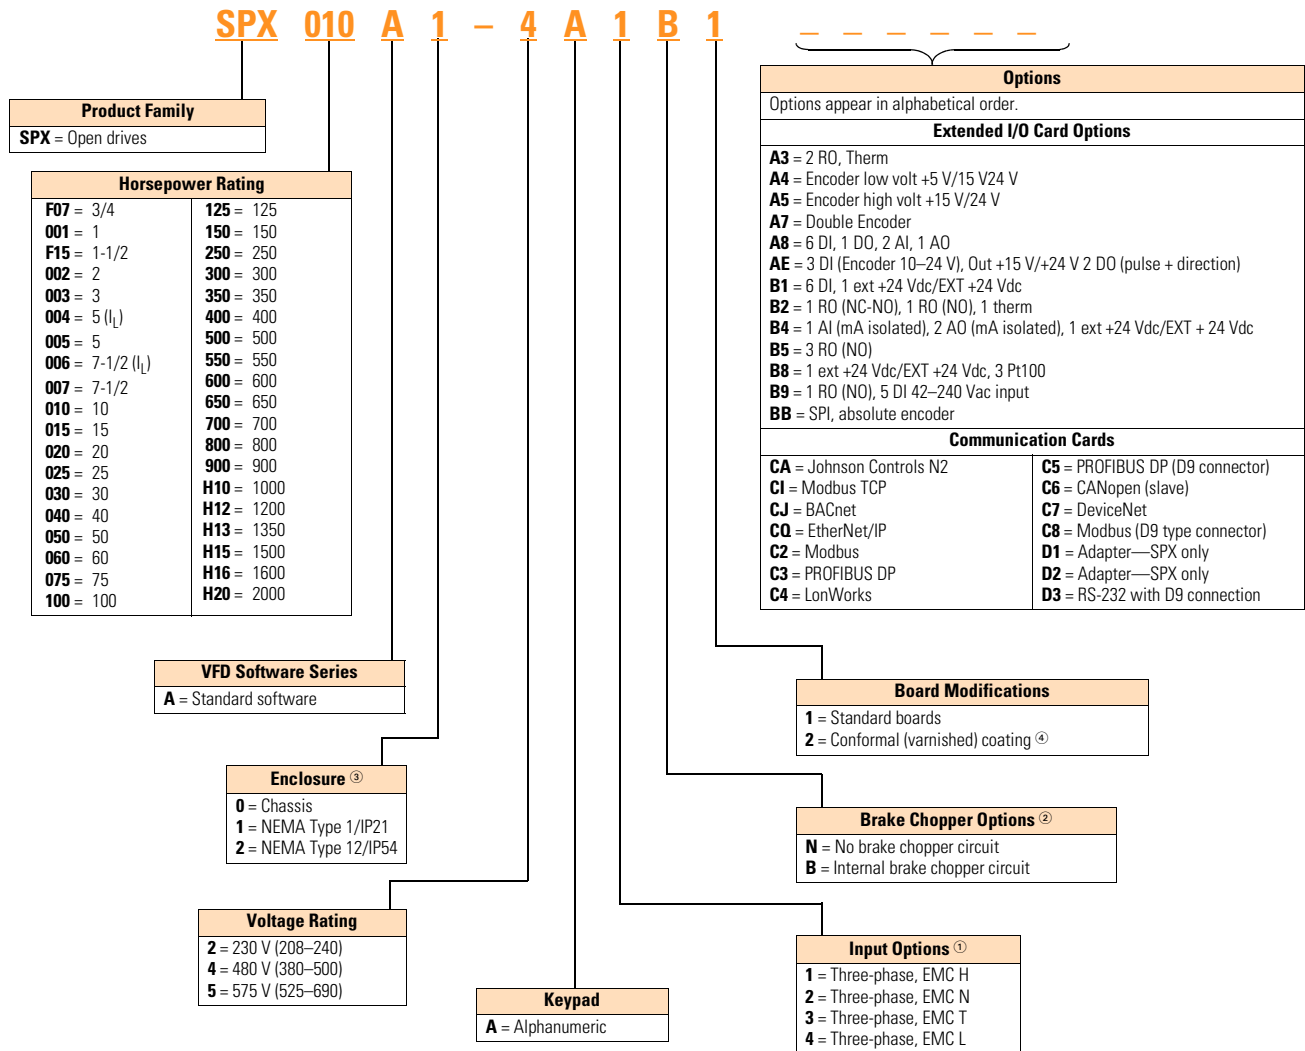 SPX 010 A 1 – 4 A 1 B 1 _ _ _ _ _ _
Product Family
SPX = Open drives
Horsepower Rating
F07 = 3/4
001 = 1
F15 = 1-1/2
002 = 2
003 = 3
004 = 5 (IL)
005 = 5
006 = 7-1/2 (IL)
007 = 7-1/2
010 = 10
015 = 15
020 = 20
025 = 25
030 = 30
040 = 40
050 = 50
060 = 60
075 = 75
100 = 100
125 = 125
150 = 150
250 = 250
300 = 300
350 = 350
400 = 400
500 = 500
550 = 550
600 = 600
650 = 650
700 = 700
800 = 800
900 = 900
H10 = 1000
H12 = 1200
H13 = 1350
H15 = 1500
H16 = 1600
H20 = 2000
VFD Software Series
A = Standard software
Enclosure ③
0 = Chassis
1 = NEMA Type 1/IP21
2 = NEMA Type 12/IP54
Voltage Rating
2 = 230 V (208–240)
4 = 480 V (380–500)
5 = 575 V (525–690)
Keypad
A = Alphanumeric
Options
Options appear in alphabetical order.
Extended I/O Card Options
A3 = 2 RO, Therm
A4 = Encoder low volt +5 V/15 V24 V
A5 = Encoder high volt +15 V/24 V
A7 = Double Encoder
A8 = 6 DI, 1 DO, 2 AI, 1 AO
AE = 3 DI (Encoder 10–24 V), Out +15 V/+24 V 2 DO (pulse + direction)
B1 = 6 DI, 1 ext +24 Vdc/EXT +24 Vdc
B2 = 1 RO (NC-NO), 1 RO (NO), 1 therm
B4 = 1 AI (mA isolated), 2 AO (mA isolated), 1 ext +24 Vdc/EXT + 24 Vdc
B5 = 3 RO (NO)
B8 = 1 ext +24 Vdc/EXT +24 Vdc, 3 Pt100
B9 = 1 RO (NO), 5 DI 42–240 Vac input
BB = SPI, absolute encoder
Communication Cards
CA = Johnson Controls N2
CI = Modbus TCP
CJ = BACnet
CQ = EtherNet/IP
C2 = Modbus
C3 = PROFIBUS DP
C4 = LonWorks
C5 = PROFIBUS DP (D9 connector)
C6 = CANopen (slave)
C7 = DeviceNet
C8 = Modbus (D9 type connector)
D1 = Adapter—SPX only
D2 = Adapter—SPX only
D3 = RS-232 with D9 connection
Board Modifications
1 = Standard boards
2 = Conformal (varnished) coating ④
Brake Chopper Options ②
N = No brake chopper circuit
B = Internal brake chopper circuit
Input Options ①
1 = Three-phase, EMC H
2 = Three-phase, EMC N
3 = Three-phase, EMC T
4 = Three-phase, EMC L